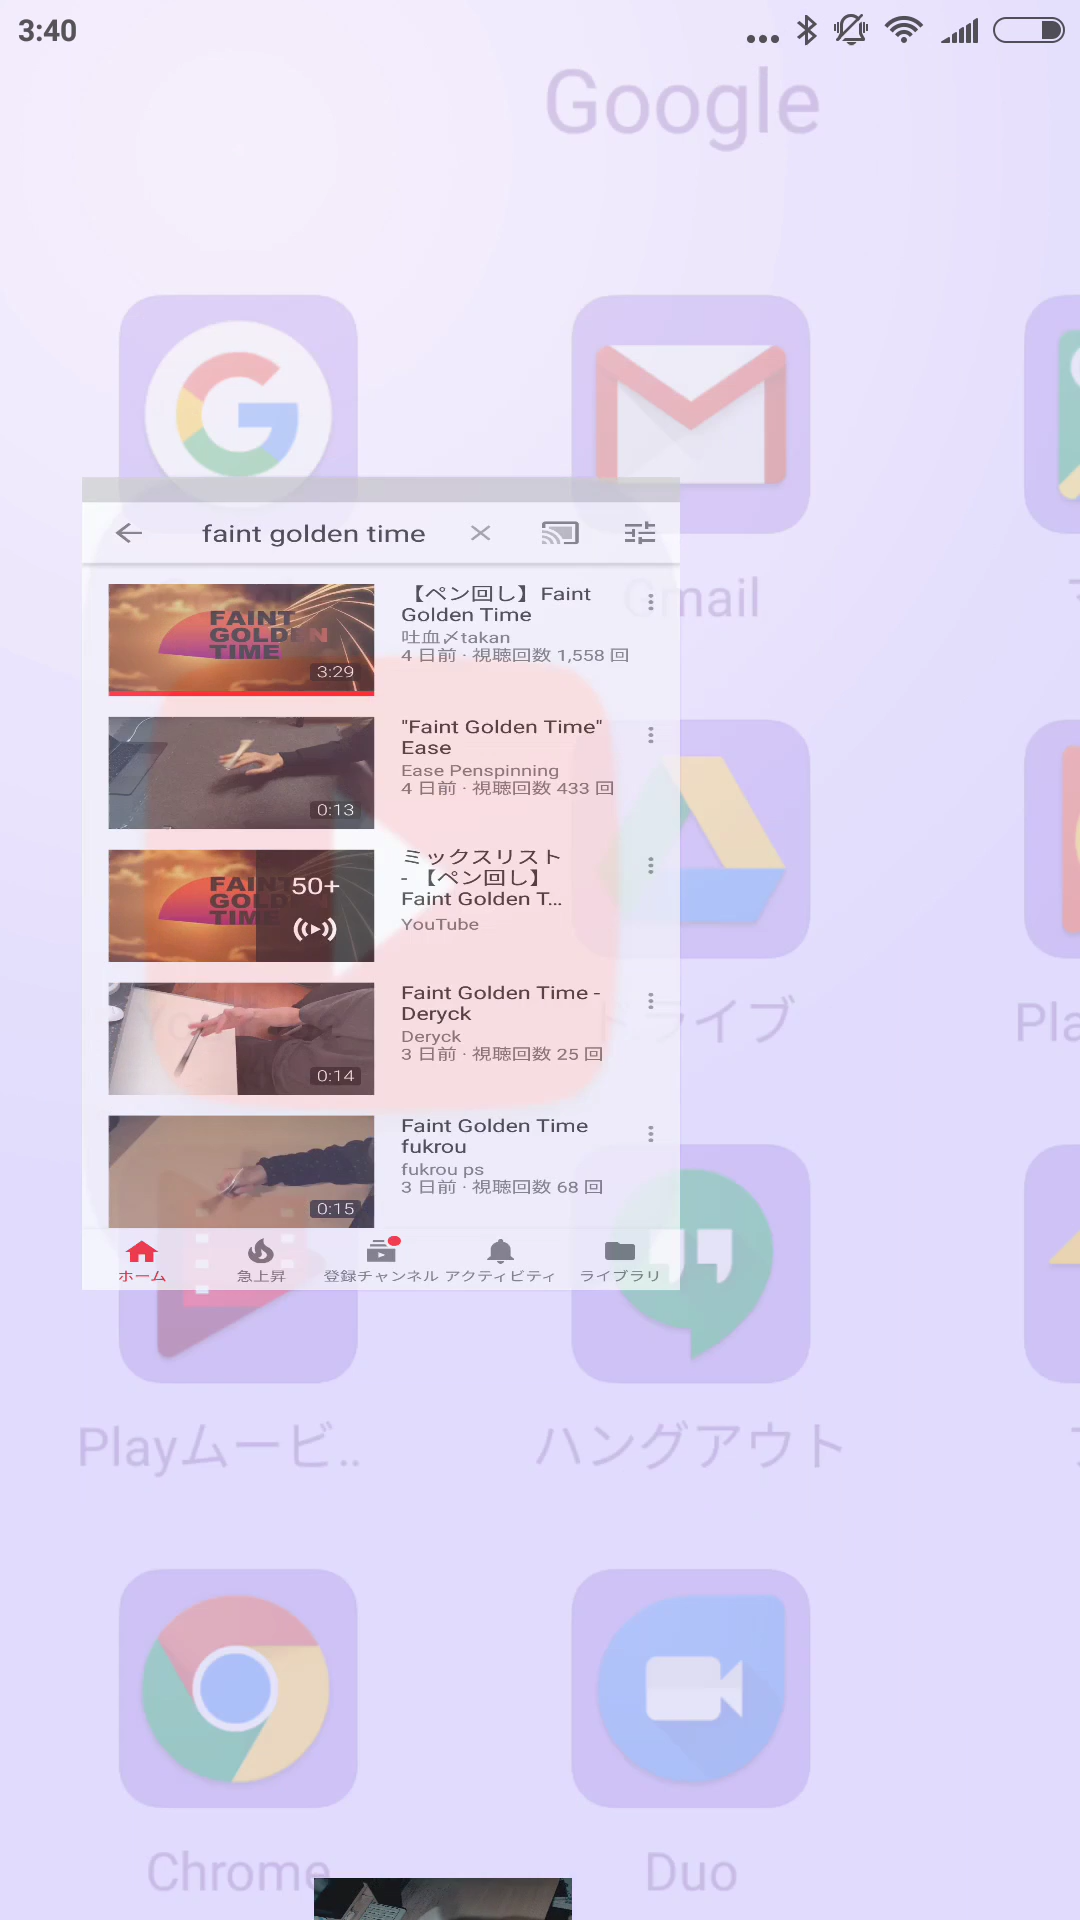 3:40
Google
faint golden time
FAINT
GOLDEN
TIME
3:29
【ペン回し】Faint
Golden Time
吐血〆takan
4 日前 · 視聴回数 1,558 回
Gmail
0:13
"Faint Golden Time"
Ease
Ease Penspinning
4 日前 · 視聴回数 433 回
FAINT
GOLD
TIME
50+
ミックスリスト
- 【ペン回し】
Faint Golden T...
YouTube
0:14
Faint Golden Time -
Deryck
Deryck
3 日前 · 視聴回数 25 回
ドライブ
Pla
0:15
Faint Golden Time
fukrou
fukrou ps
3 日前 · 視聴回数 68 回
ホーム
急上昇
登録チャンネル
アクティビティ
ライブラリ
Playムービ..
ハングアウト
Chrome
Duo